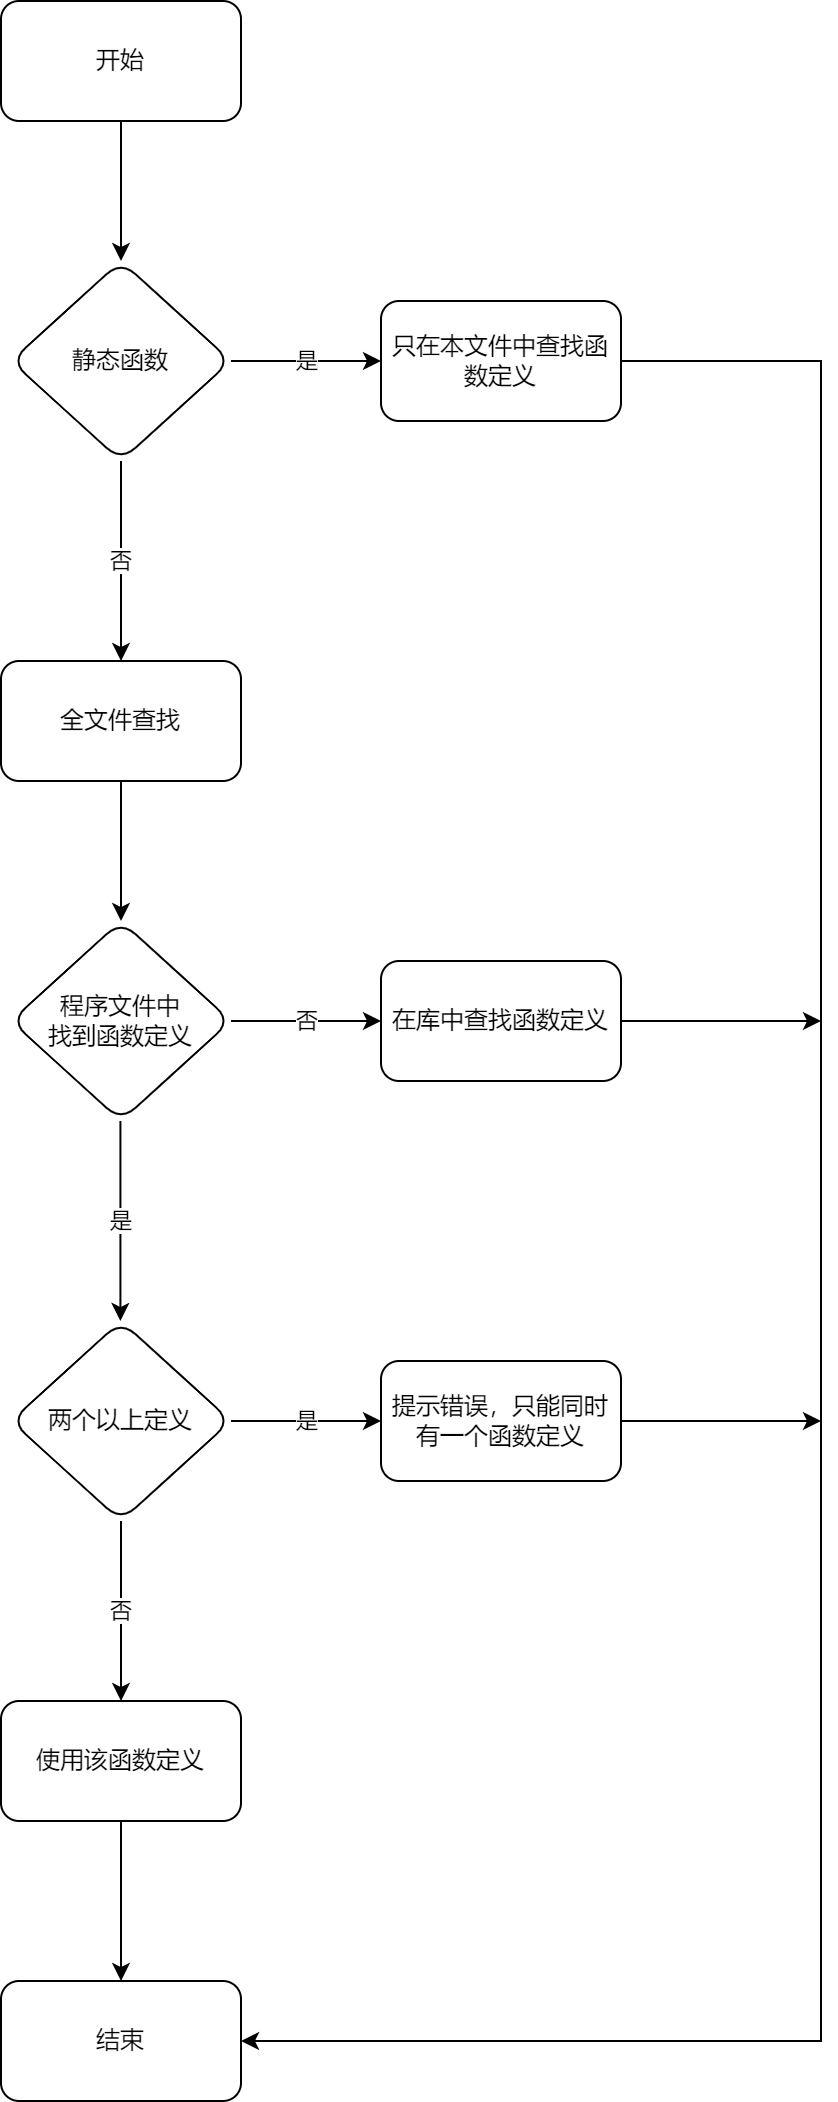 开始
静态函数
是
只在本文件中查找函
数定义
否
全文件查找
程序文件中
找到函数定义
否
在库中查找函数定义
是
两个以上定义
是
提示错误，只能同时
有一个函数定义
否
使用该函数定义
结束